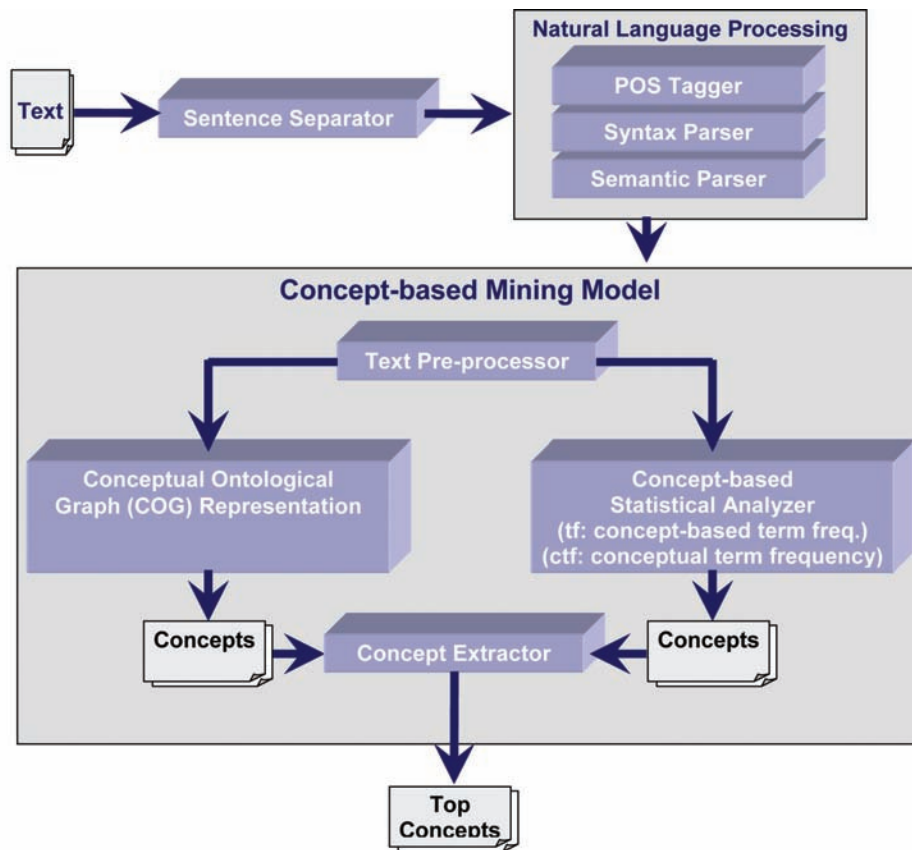 Natural Language Processing
Text
Sentence Separator
POS Tagger
Syntax Parser
Semantic Parser
Concept-based Mining Model
Text Pre-processor
Conceptual Ontological
Graph (COG) Representation
Concept-based
Statistical Analyzer
(tf: concept-based term freq.)
(ctf: conceptual term frequency)
Concepts
Concept Extractor
Concepts
Top
Concepts